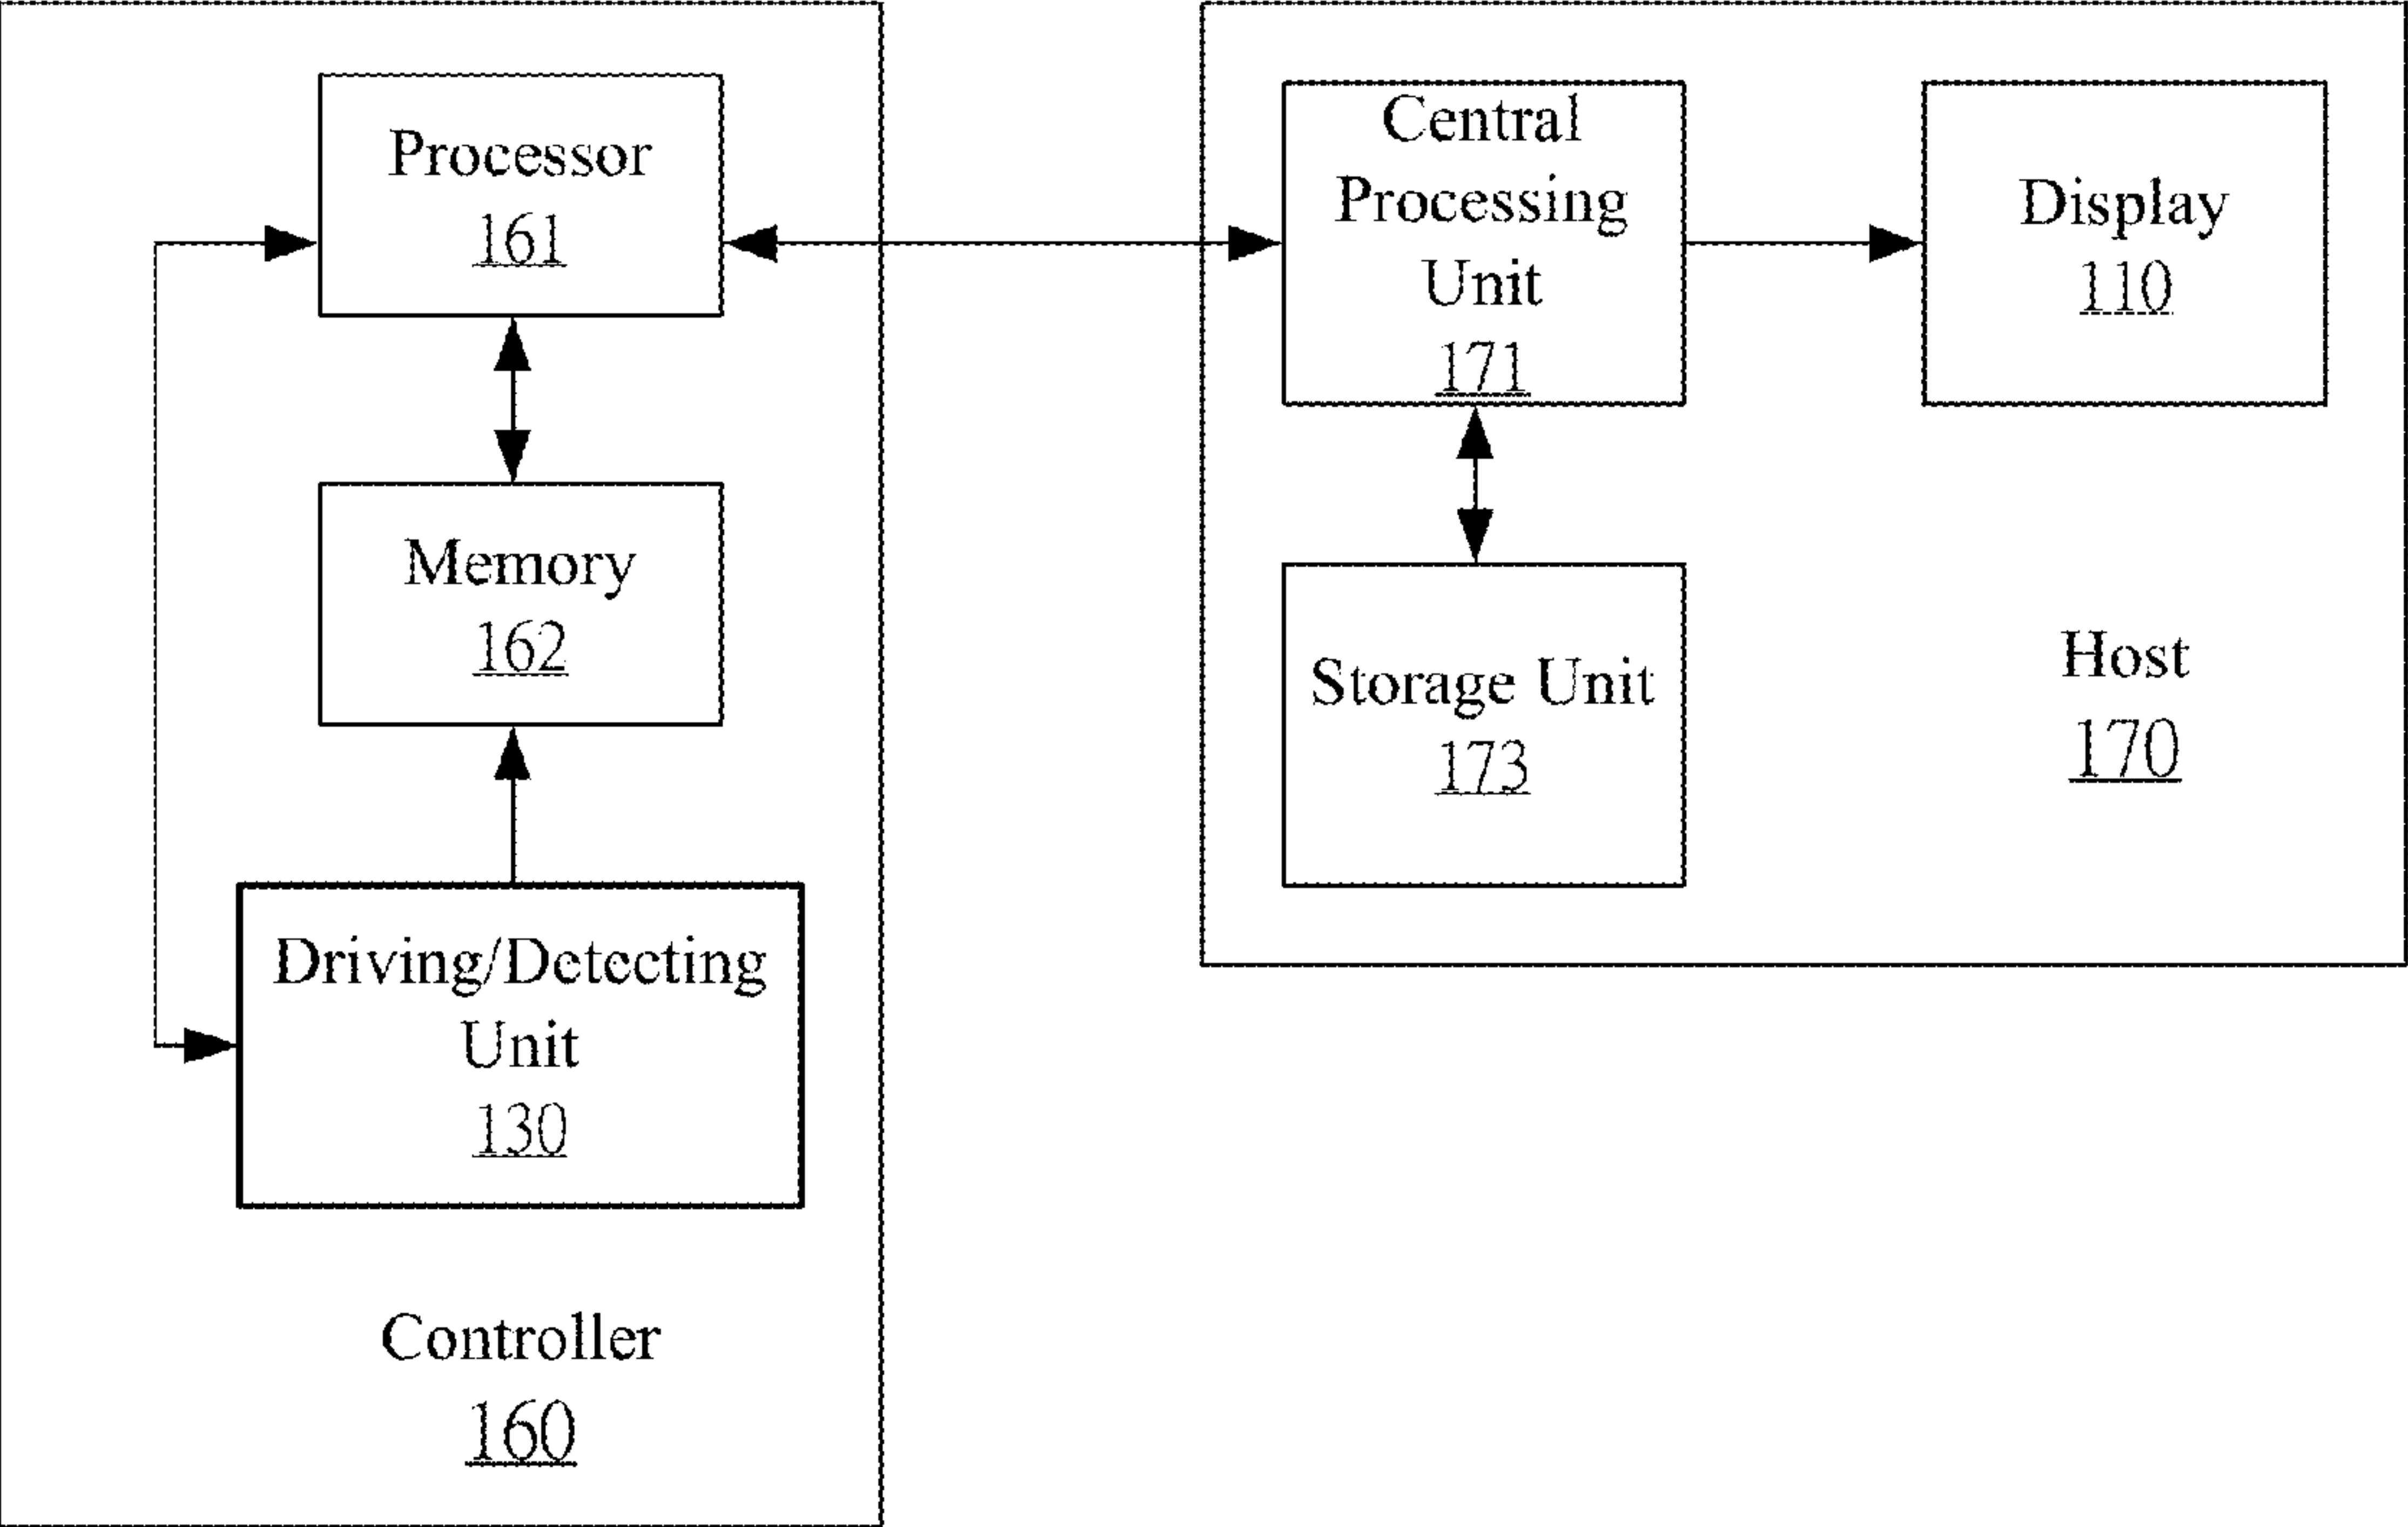 Processor
161
Memory
162
Driving/Detecting
Unit
130
Controller
160
Central
Processing
Unit
171
Display
110
Storage Unit
173
Host
170